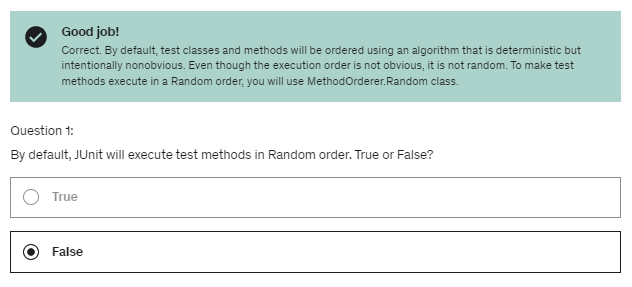 Good job!
Correct. By default, test classes and methods will be ordered using an algorithm that is deterministic but
intentionally nonobvious. Even though the execution order is not obvious, it is not random. To make test
methods execute in a Random order, you will use MethodOrderer.Random class.
Question 1:
By default, JUnit will execute test methods in Random order. True or False?
True
False